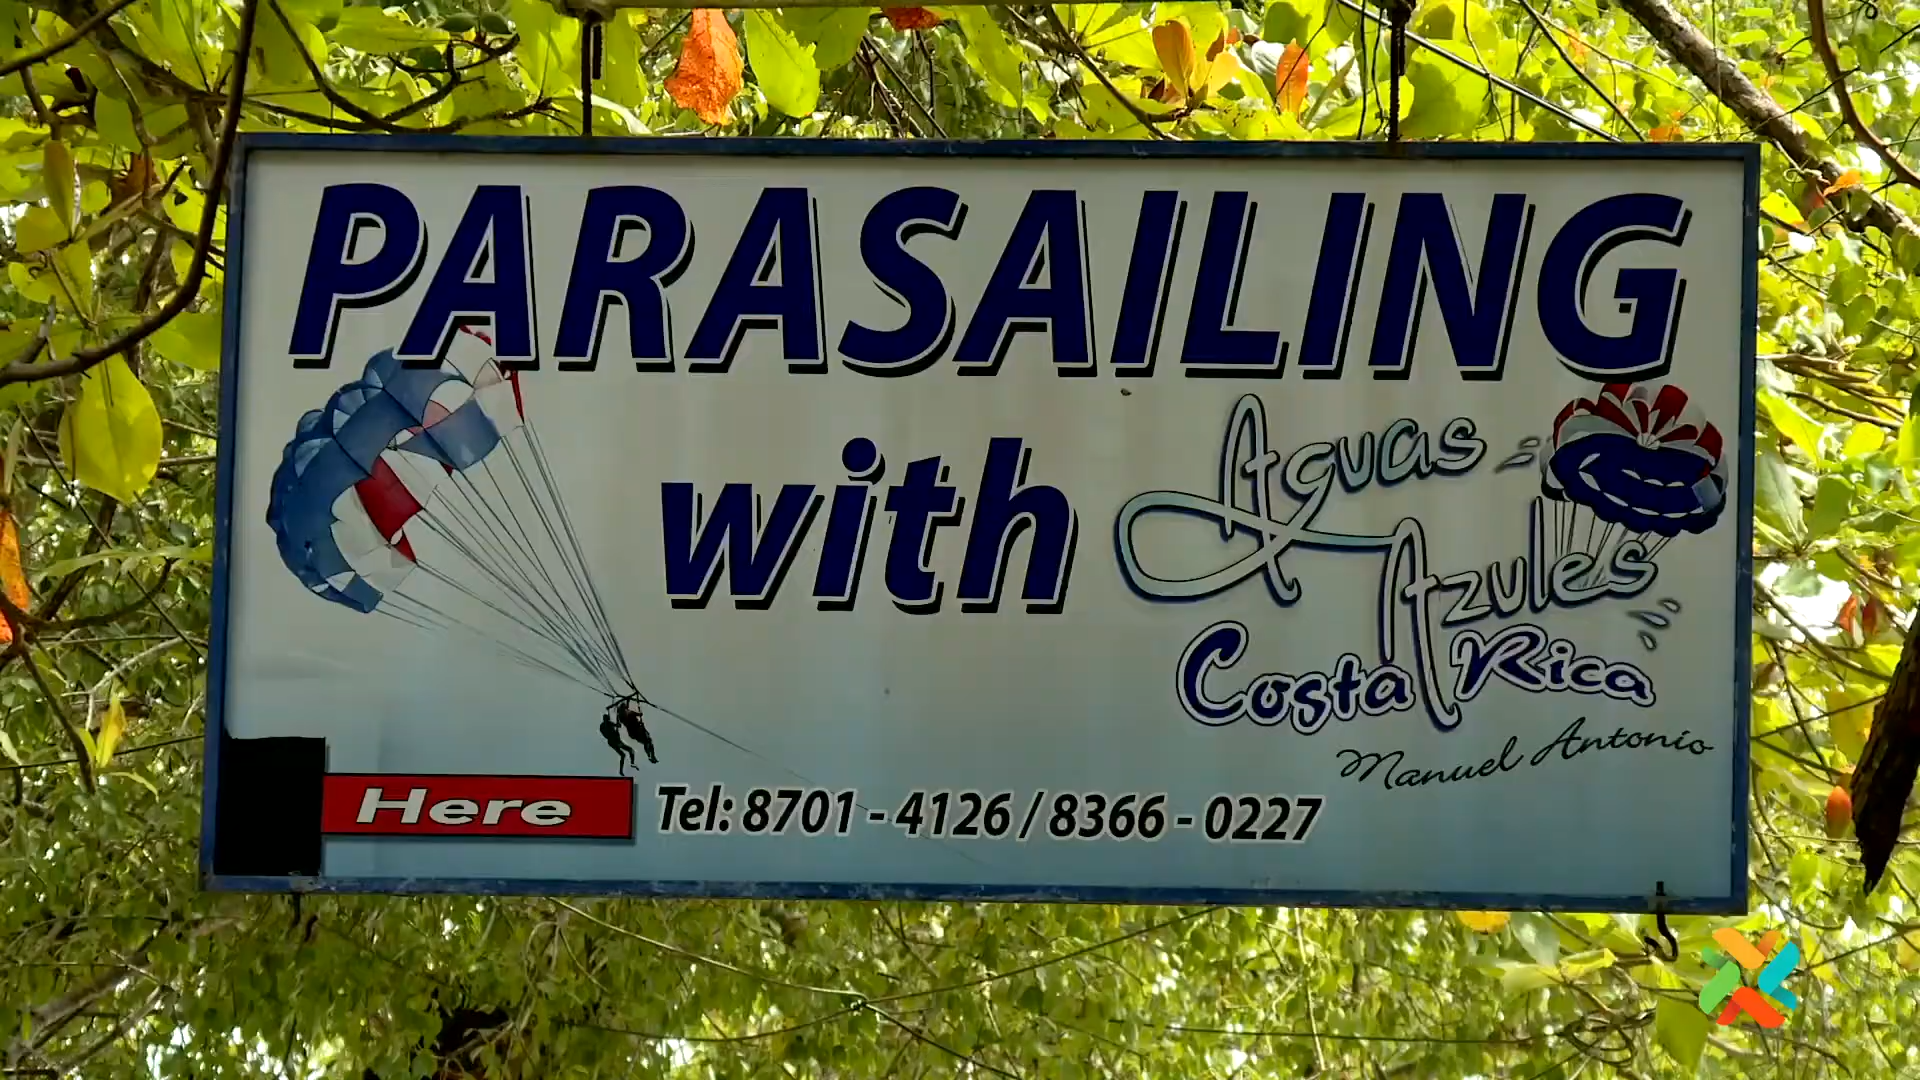 PARASAILING
with
Aguas
Azules
Costa Rica
Manuel Antonio
Here
Tel: 8701 - 4126 / 8366 - 0227